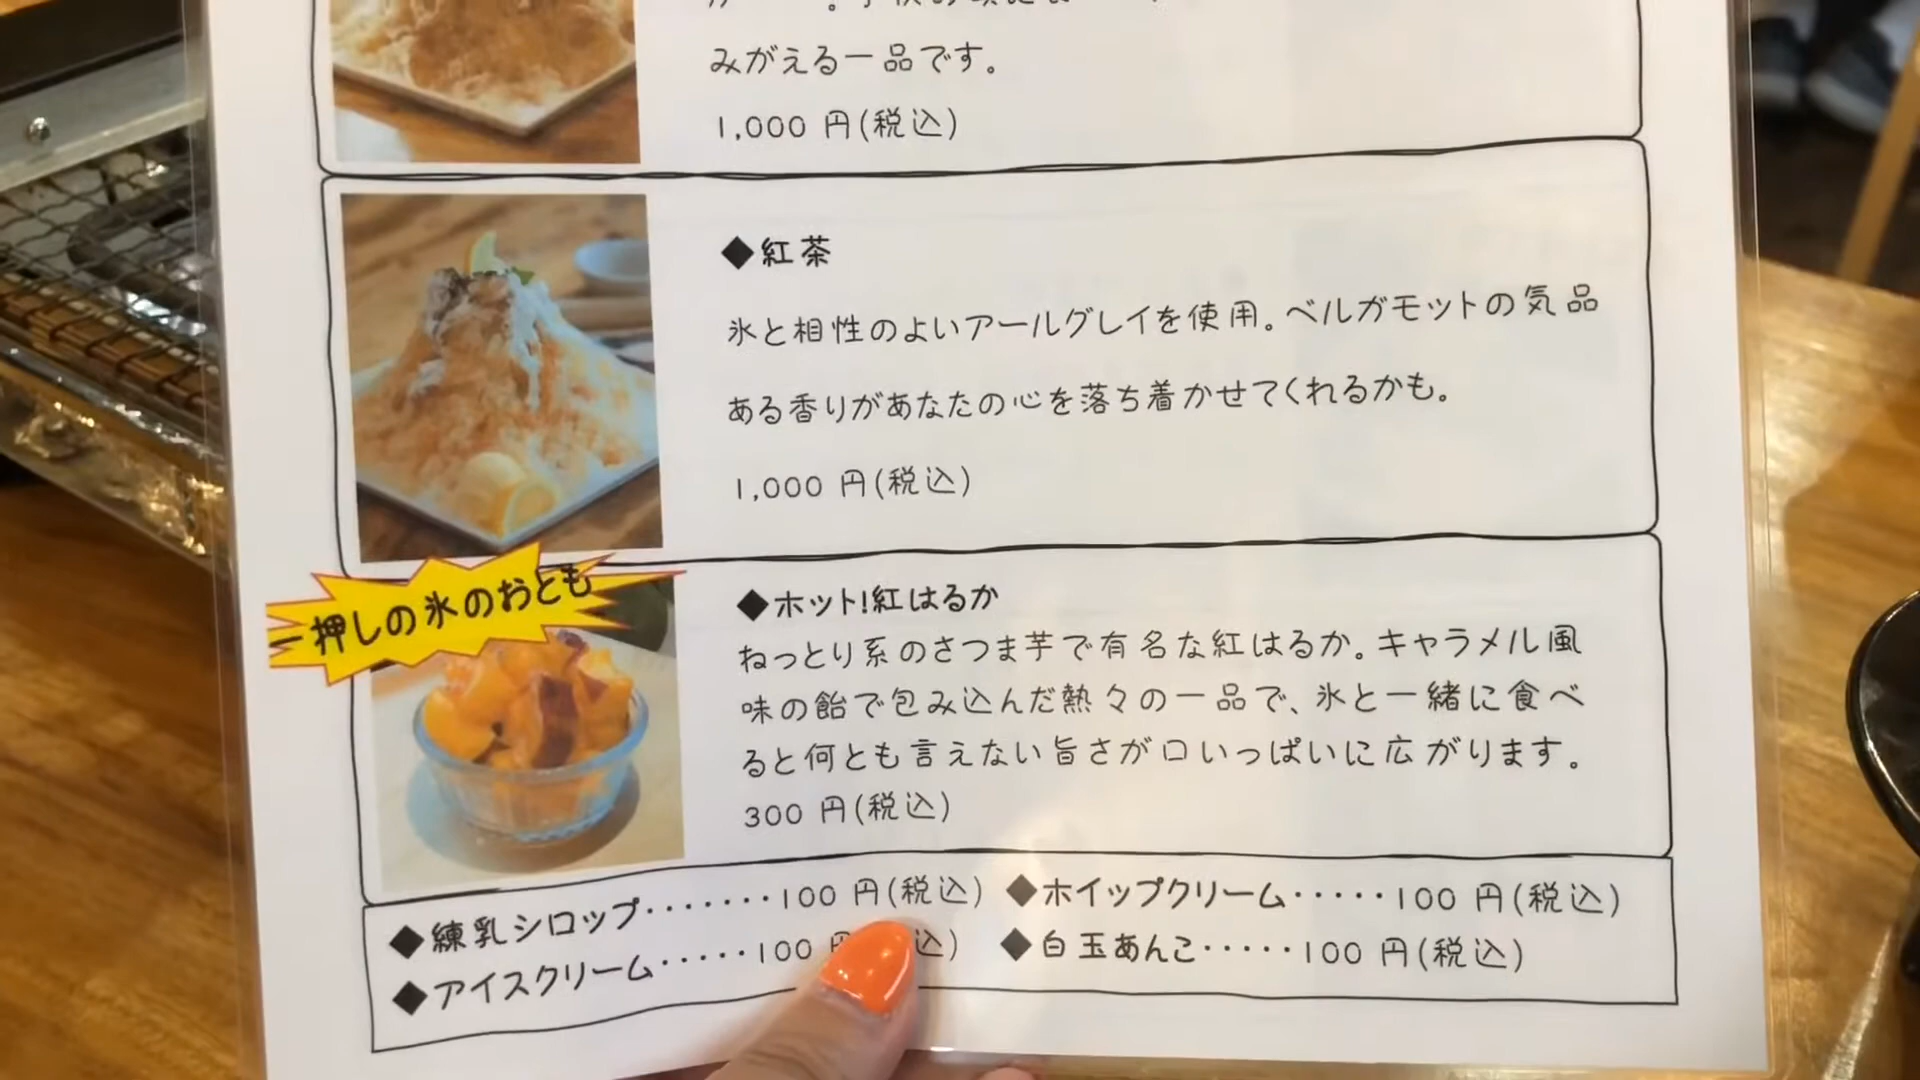 みがえる一品です。
1,000 円(税込)
◆紅茶
氷と相性のよいアールグレイを使用。ベルガモットの気品
ある香りがあなたの心を落ち着かせてくれるかも。
1,000 円(税込)
一押しの氷のおとも
◆ホット!紅はるか
ねっとり系のさつま芋で有名な紅はるか。キャラメル風
味の飴で包み込んだ熱々の一品で、氷と一緒に食べ
ると何とも言えない旨さが口いっぱいに広がります。
300 円(税込)
◆練乳シロップ·······100 円(税込) ◆ホイップクリーム·····100 円(税込)
◆アイスクリーム·····100 円 込) ◆白玉あんこ·····100 円(税込)